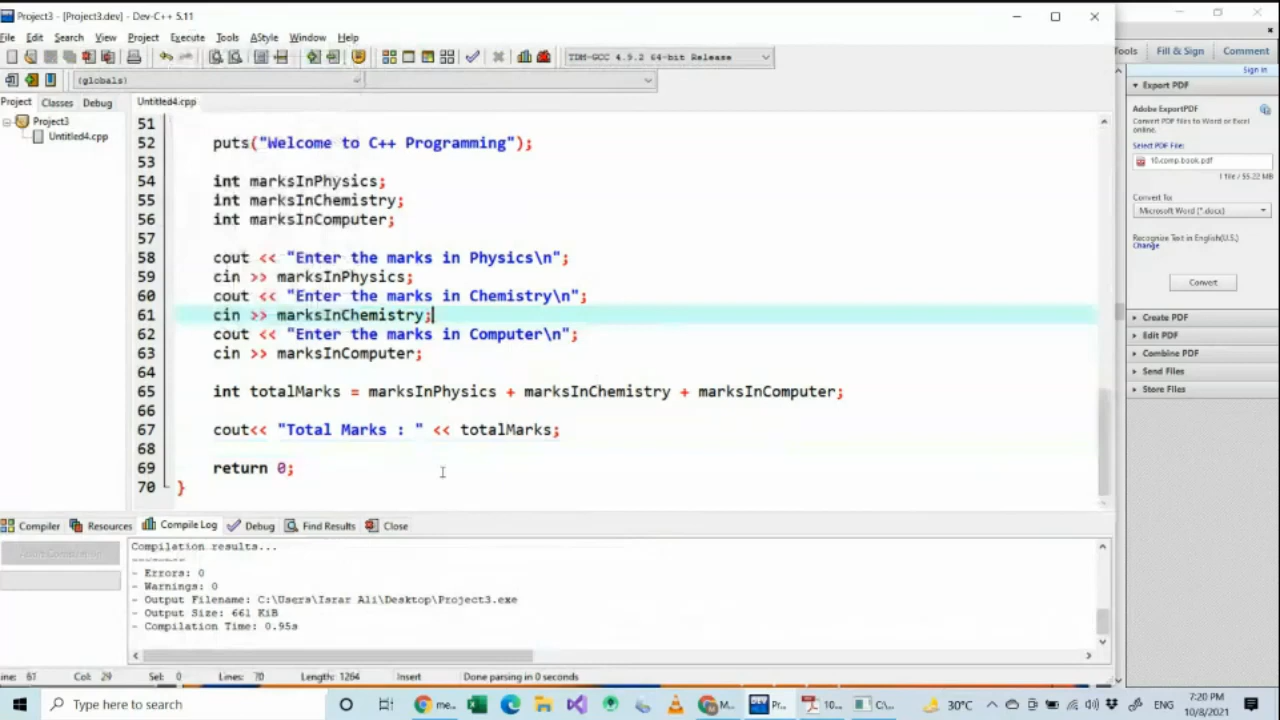 Project3 - [Project3.dev] - Dev-C++ 5.11
File Edit Search View Project Execute Tools AStyle Window Help
TDM-GCC 4.9.2 64-bit Release
(globals)
Project Classes Debug
Untitled4.cpp
Project3
Untitled4.cpp
51
52 puts("Welcome to C++ Programming");
53
54 int marksInPhysics;
55 int marksInChemistry;
56 int marksInComputer;
57
58 cout << "Enter the marks in Physics\n";
59 cin >> marksInPhysics;
60 cout << "Enter the marks in Chemistry\n";
61 cin >> marksInChemistry;
62 cout << "Enter the marks in Computer\n";
63 cin >> marksInComputer;
64
65 int totalMarks = marksInPhysics + marksInChemistry + marksInComputer;
66
67 cout<< "Total Marks : " << totalMarks;
68
69 return 0;
70 }
Compiler Resources Compile Log Debug Find Results Close
Compilation results...
--------
- Errors: 0
- Warnings: 0
- Output Filename: C:\Users\Israr Ali\Desktop\Project3.exe
- Output Size: 661 KiB
- Compilation Time: 0.95s
Line: 61 Col: 29 Sel: 0 Lines: 70 Length: 1264 Insert Done parsing in 0 seconds
Tools Fill & Sign Comment
Sign In
Export PDF
Adobe ExportPDF
Convert PDF files to Word or Excel
online.
Select PDF File:
10.comp.book.pdf
1 file / 55.22 MB
Convert To:
Microsoft Word (*.docx)
Recognize Text in English(U.S.)
Change
Convert
Create PDF
Edit PDF
Combine PDF
Send Files
Store Files
Type here to search
me...
M...
Pr...
10...
C:\...
30°C
ENG
7:20 PM
10/8/2021